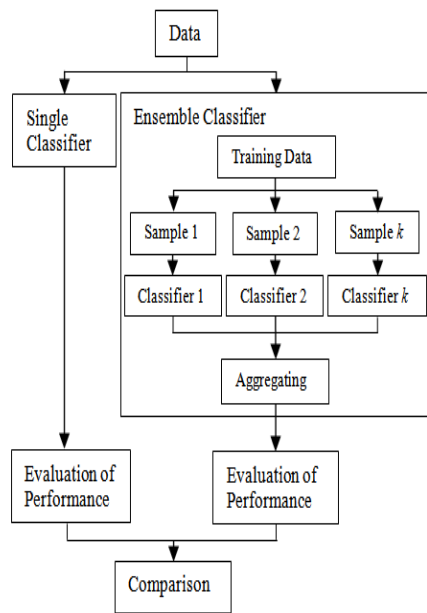 Data
Single
Classifier
Ensemble Classifier
Training Data
Sample 1
Sample 2
Sample k
Classifier 1
Classifier 2
Classifier k
Aggregating
Evaluation of
Performance
Evaluation of
Performance
Comparison